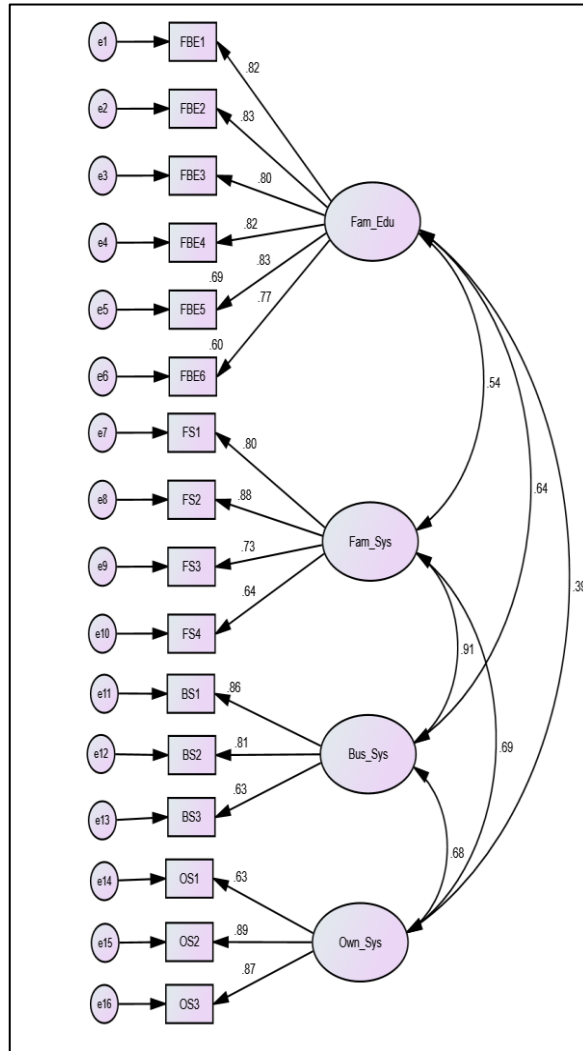 e1
FBE1
.82
e2
FBE2
.83
e3
FBE3
.80
Fam_Edu
e4
FBE4
.82
.69
.83
e5
FBE5
.77
.60
e6
FBE6
.54
e7
FS1
.80
.64
e8
FS2
.88
Fam_Sys
e9
FS3
.73
.39
e10
FS4
.64
.91
e11
BS1
.86
e12
BS2
.81
Bus_Sys
.69
e13
BS3
.63
.68
e14
OS1
.63
e15
OS2
.89
Own_Sys
.87
e16
OS3